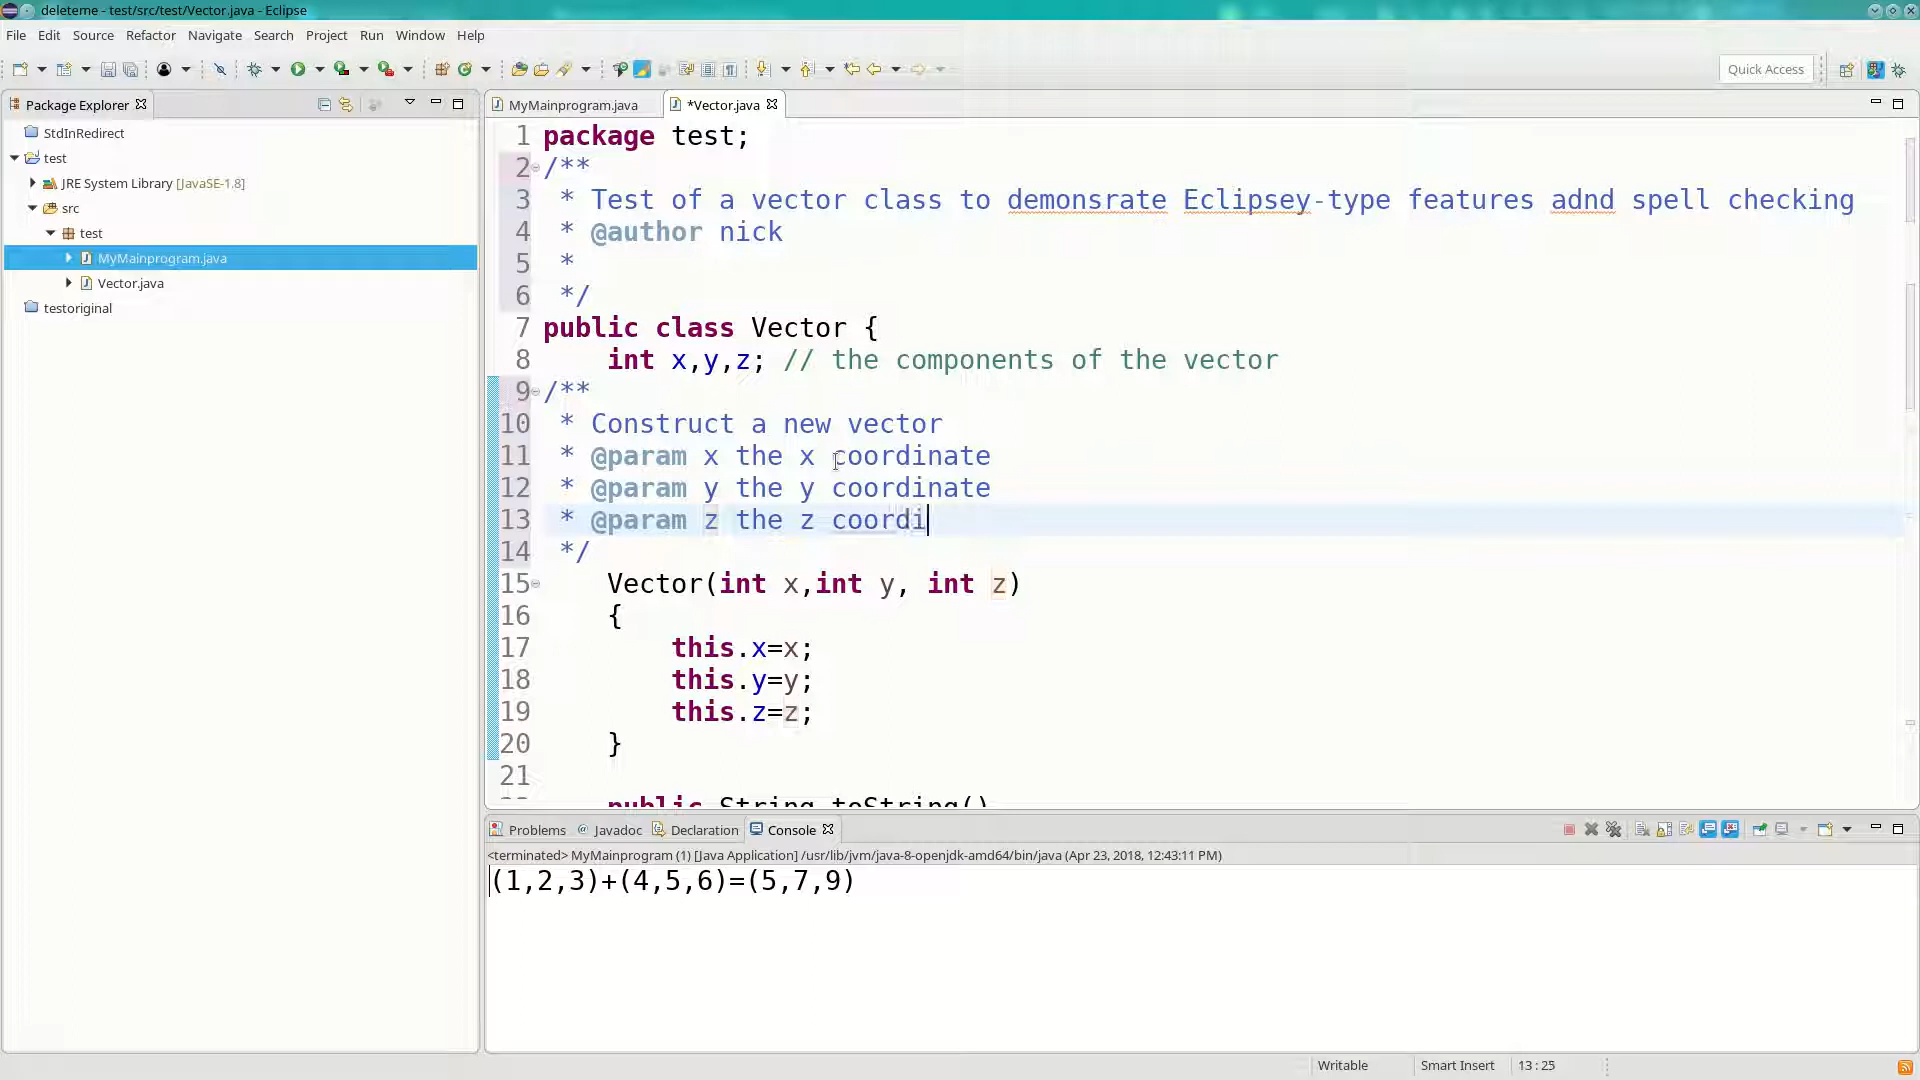 deleteme - test/src/test/Vector.java - Eclipse
File Edit Source Refactor Navigate Search Project Run Window Help
Quick Access
Package Explorer
StdInRedirect
test
JRE System Library [JavaSE-1.8]
src
test
MyMainprogram.java
Vector.java
testoriginal
MyMainprogram.java *Vector.java
1 package test;
2 /**
3 * Test of a vector class to demonsrate Eclipsey-type features adnd spell checking
4 * @author nick
5 *
6 */
7 public class Vector {
8 int x,y,z; // the components of the vector
9 /**
10 * Construct a new vector
11 * @param x the x coordinate
12 * @param y the y coordinate
13 * @param z the z coordi
14 */
15 Vector(int x,int y, int z)
16 {
17 this.x=x;
18 this.y=y;
19 this.z=z;
20 }
21
public String toString()
Problems @ Javadoc Declaration Console
<terminated> MyMainprogram (1) [Java Application] /usr/lib/jvm/java-8-openjdk-amd64/bin/java (Apr 23, 2018, 12:43:11 PM)
(1,2,3)+(4,5,6)=(5,7,9)
Writable Smart Insert 13 : 25